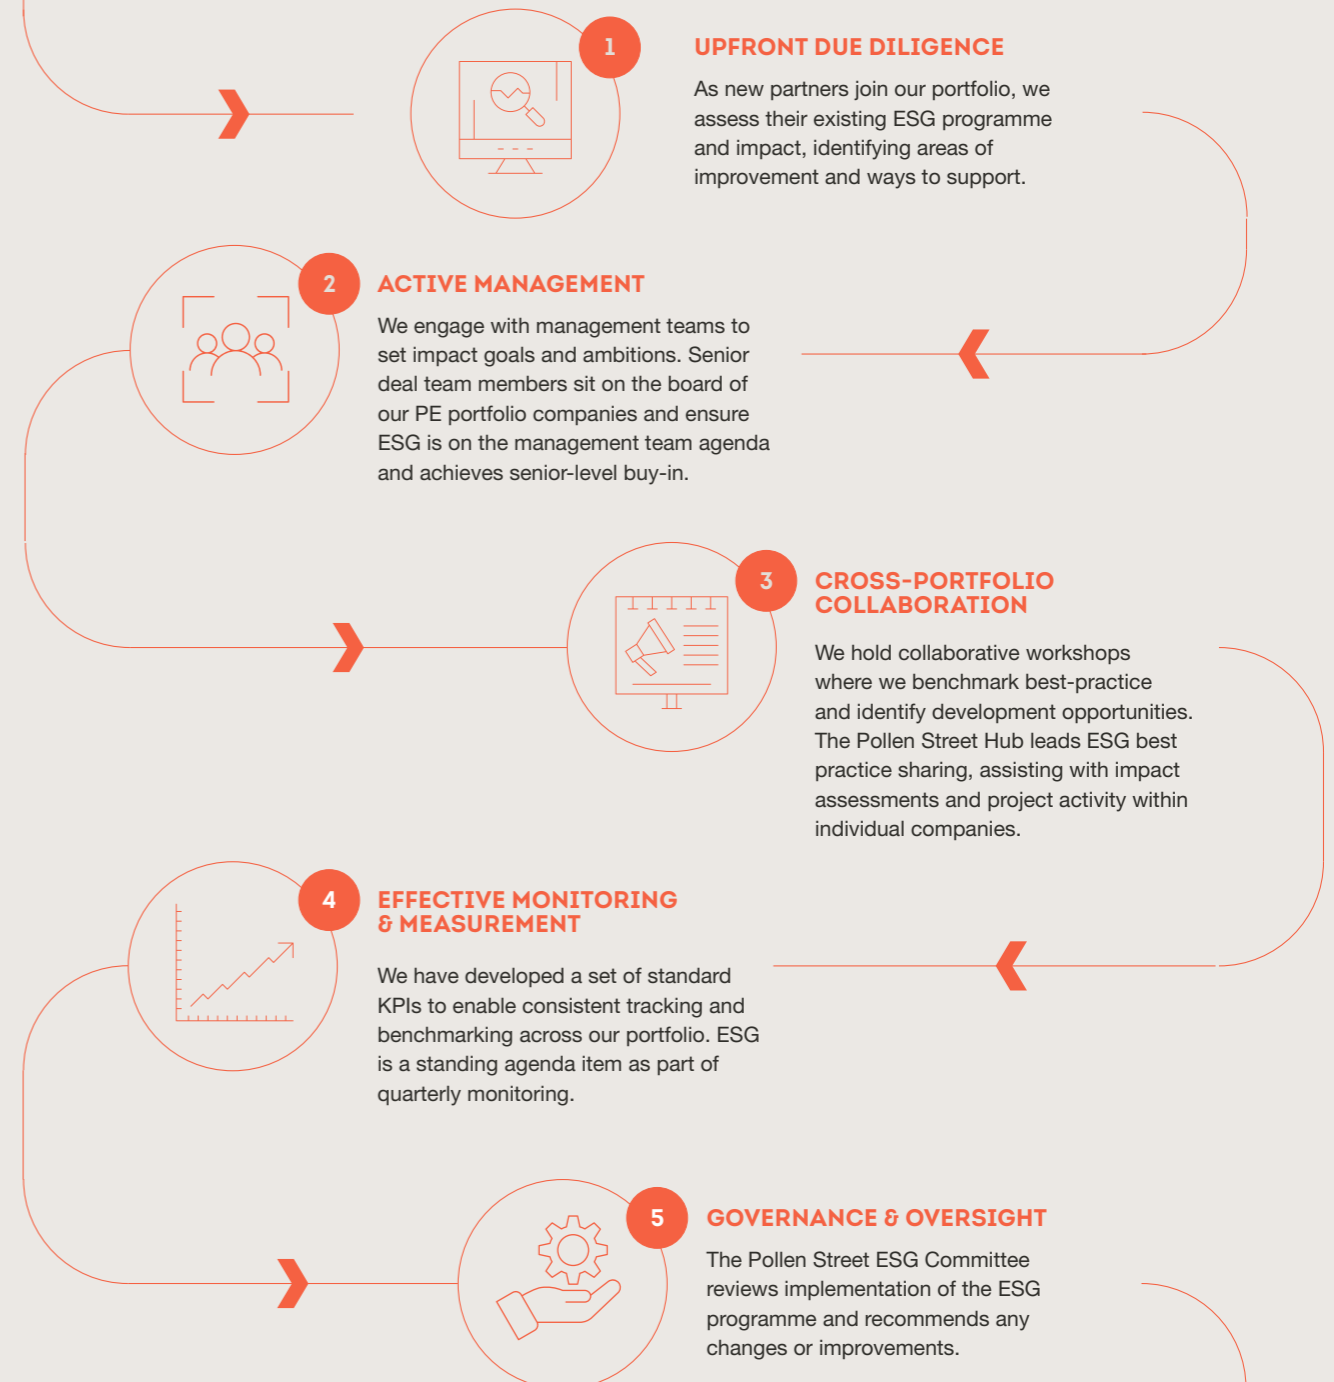 1
UPFRONT DUE DILIGENCE
As new partners join our portfolio, we
assess their existing ESG programme
and impact, identifying areas of
improvement and ways to support.
2
ACTIVE MANAGEMENT
We engage with management teams to
set impact goals and ambitions. Senior
deal team members sit on the board of
our PE portfolio companies and ensure
ESG is on the management team agenda
and achieves senior-level buy-in.
3
CROSS-PORTFOLIO
COLLABORATION
We hold collaborative workshops
where we benchmark best-practice
and identify development opportunities.
The Pollen Street Hub leads ESG best
practice sharing, assisting with impact
assessments and project activity within
individual companies.
4
EFFECTIVE MONITORING
& MEASUREMENT
We have developed a set of standard
KPIs to enable consistent tracking and
benchmarking across our portfolio. ESG
is a standing agenda item as part of
quarterly monitoring.
5
GOVERNANCE & OVERSIGHT
The Pollen Street ESG Committee
reviews implementation of the ESG
programme and recommends any
changes or improvements.